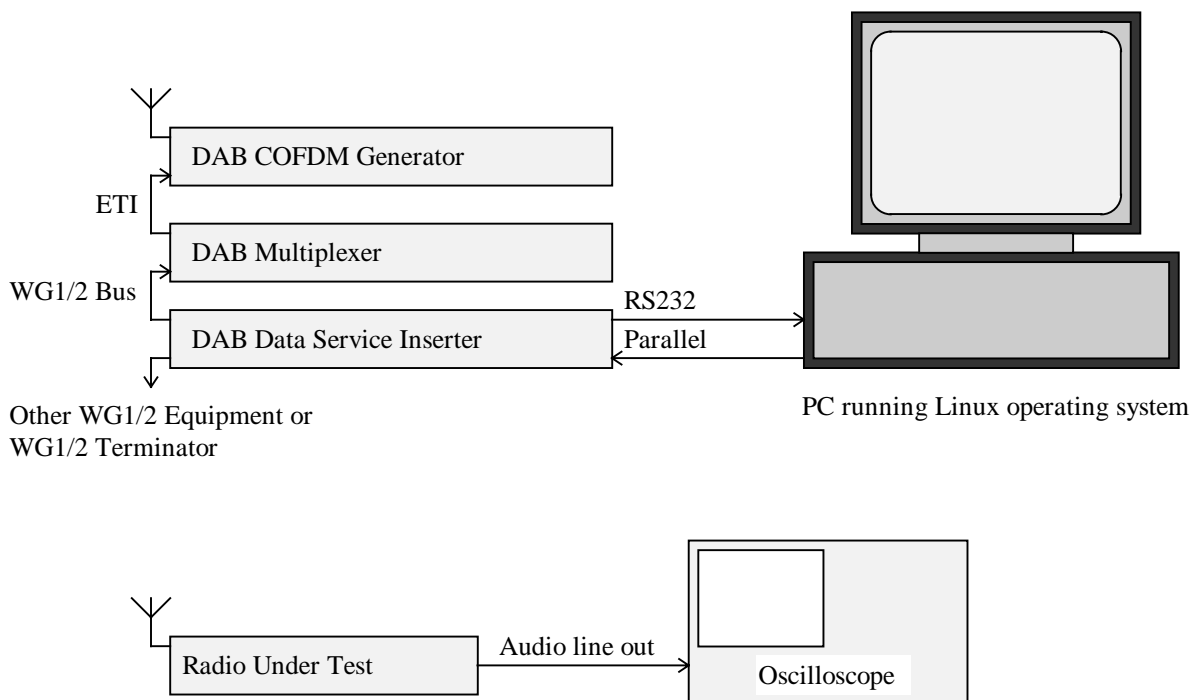 DAB COFDM Generator
ETI
DAB Multiplexer
WG1/2 Bus
RS232
DAB Data Service Inserter
Parallel
Other WG1/2 Equipment or
WG1/2 Terminator
PC running Linux operating system
Audio line out
Radio Under Test
Oscilloscope